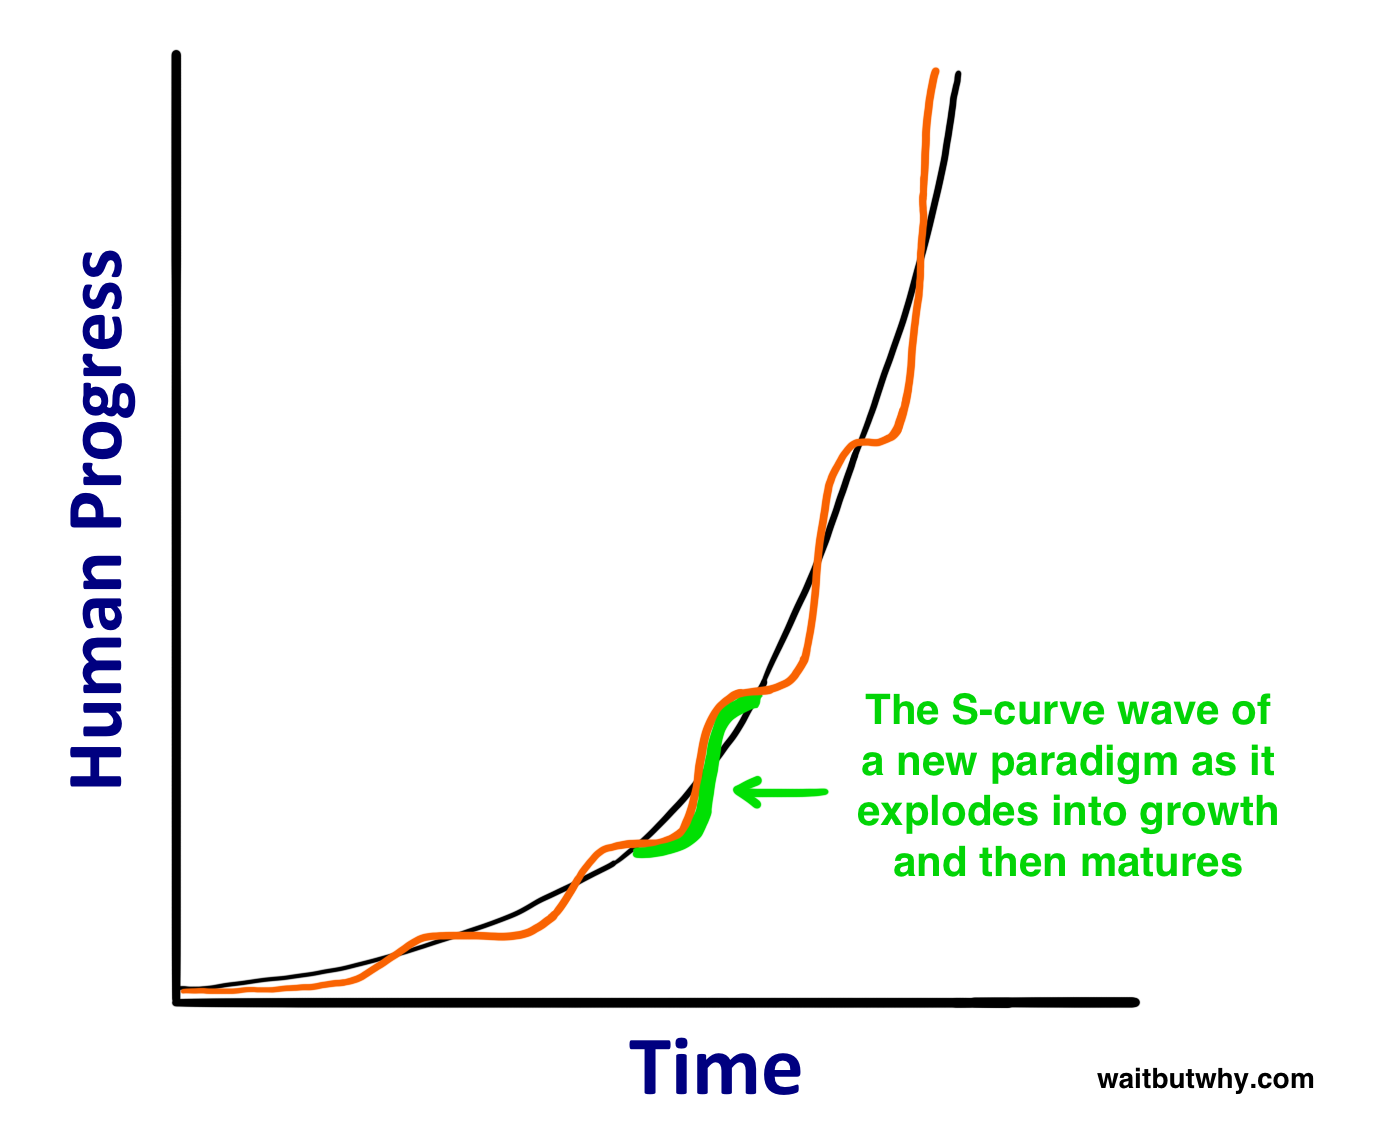 Human Progress
The S-curve wave of
a new paradigm as it
explodes into growth
and then matures
Time
waitbutwhy.com